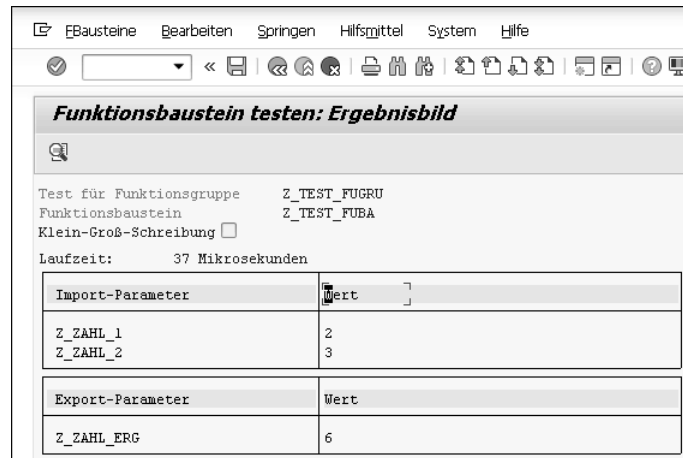 FBausteine Bearbeiten Springen Hilfsmittel System Hilfe
Funktionsbaustein testen: Ergebnisbild
Test für Funktionsgruppe Z_TEST_FUGRU
Funktionsbaustein Z_TEST_FUBA
Klein-Groß-Schreibung
Laufzeit: 37 Mikrosekunden
Import-Parameter Wert
Z_ZAHL_1 2
Z_ZAHL_2 3
Export-Parameter Wert
Z_ZAHL_ERG 6